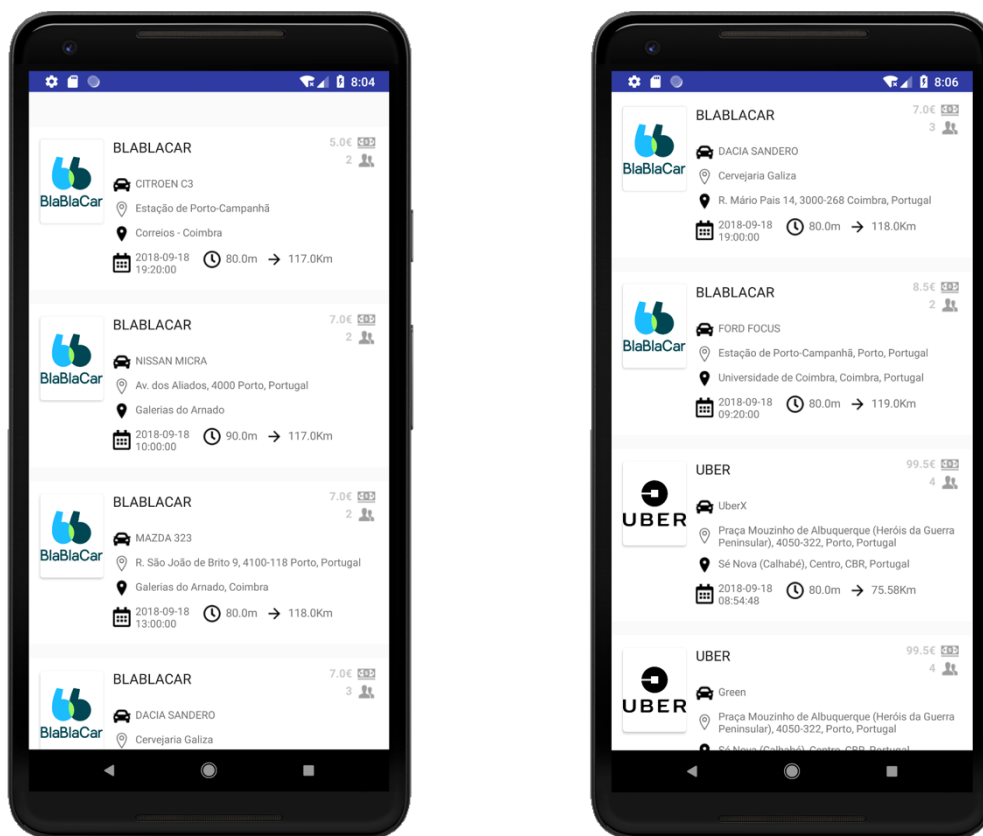 8:04
BlaBlaCar
BLABLACAR
5.0€
2
CITROEN C3
Estação de Porto-Campanhã
Correios - Coimbra
2018-09-18
19:20:00
80.0m
117.0Km
BlaBlaCar
BLABLACAR
7.0€
2
NISSAN MICRA
Av. dos Aliados, 4000 Porto, Portugal
Galerias do Arnado
2018-09-18
10:00:00
90.0m
117.0Km
BlaBlaCar
BLABLACAR
7.0€
2
MAZDA 323
R. São João de Brito 9, 4100-118 Porto, Portugal
Galerias do Arnado, Coimbra
2018-09-18
13:00:00
80.0m
118.0Km
BlaBlaCar
BLABLACAR
7.0€
3
DACIA SANDERO
Cervejaria Galiza
8:06
BlaBlaCar
BLABLACAR
7.0€
3
DACIA SANDERO
Cervejaria Galiza
R. Mário Pais 14, 3000-268 Coimbra, Portugal
2018-09-18
19:00:00
80.0m
118.0Km
BlaBlaCar
BLABLACAR
8.5€
2
FORD FOCUS
Estação de Porto-Campanhã, Porto, Portugal
Universidade de Coimbra, Coimbra, Portugal
2018-09-18
09:20:00
80.0m
119.0Km
UBER
UBER
99.5€
4
UberX
Praça Mouzinho de Albuquerque (Heróis da Guerra
Peninsular), 4050-322, Porto, Portugal
Sé Nova (Calhabé), Centro, CBR, Portugal
2018-09-18
08:54:48
80.0m
75.58Km
UBER
UBER
99.5€
4
Green
Praça Mouzinho de Albuquerque (Heróis da Guerra
Peninsular), 4050-322, Porto, Portugal
Sé Nova (Calhabé), Centro, CBR, Portugal